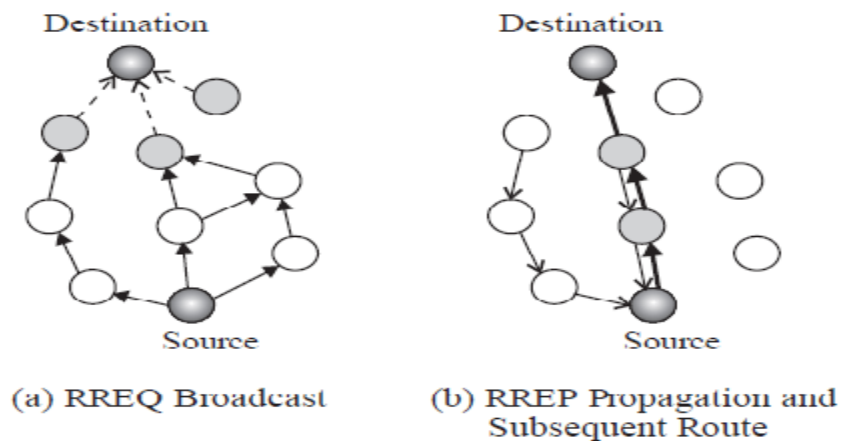 Destination
Source
(a) RREQ Broadcast
Destination
Source
(b) RREP Propagation and
Subsequent Route